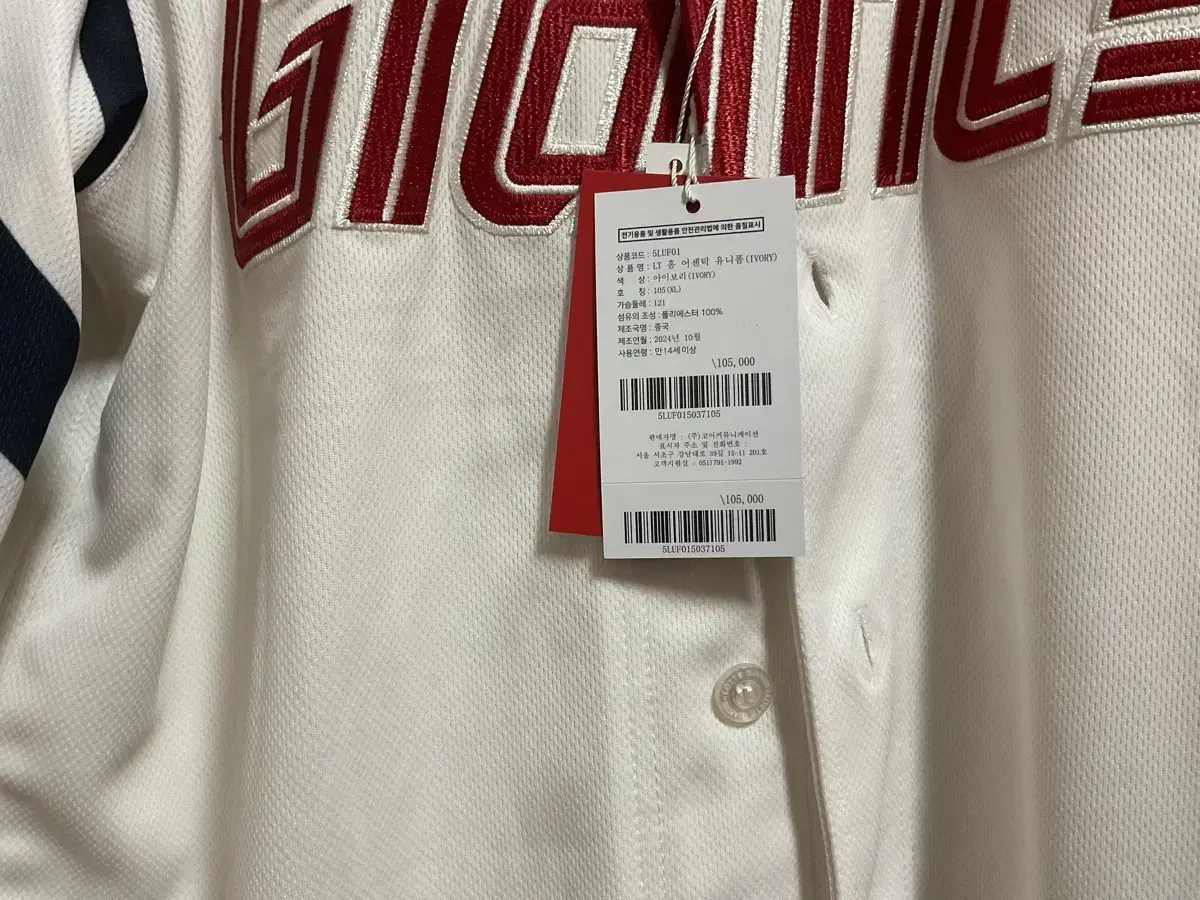 Giants
전기용품 및 생활용품 안전관리법에 의한 품질표시
상품코드 : 5LUF01
상 품 명 : LT 홈 어센틱 유니폼(IVORY)
색 상 : 아이보리(IVORY)
호 칭 : 105(XL)
가슴둘레 : 121
섬유의 조성 : 폴리에스터 100%
제조국명 : 중국
제조연월 : 2024년 10월
사용연령 : 만14세이상
\105,000
5LUF015037105
판매자명 : (주)코어커뮤니케이션
표시자 주소 및 전화번호 :
서울 서초구 강남대로 39길 15-11 201호
고객지원실 : 051)791-1992
\105,000
5LUF015037105